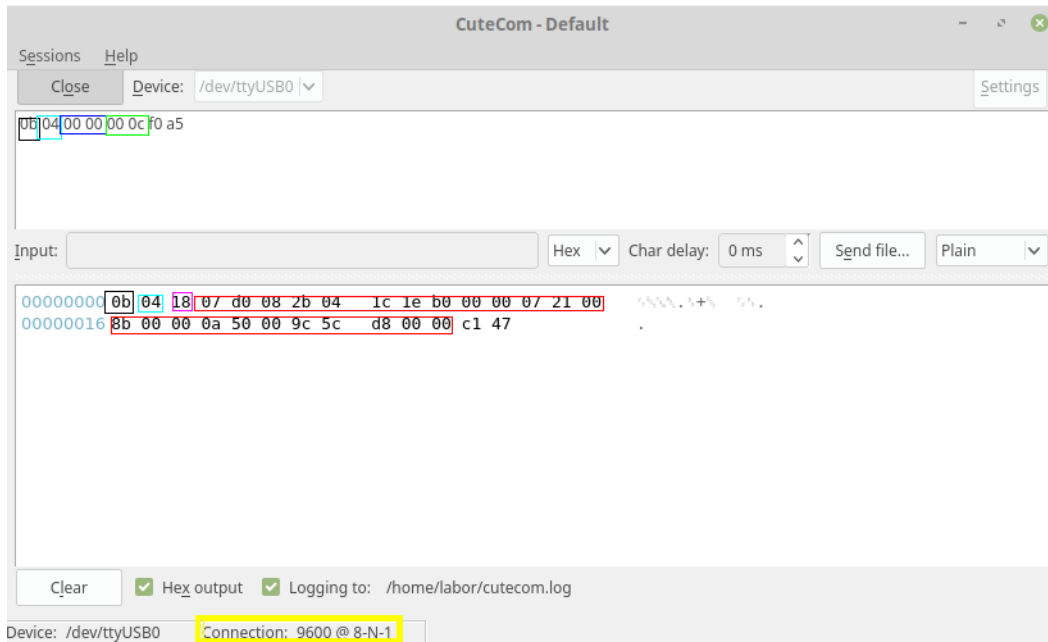 CuteCom - Default
Sessions Help
Close Device: /dev/ttyUSB0 Settings
0b 04 00 00 00 0c f0 a5
Input: Hex Char delay: 0 ms Send file... Plain
00000000 0b 04 18 07 d0 08 2b 04 1c 1e b0 00 00 07 21 00
00000016 8b 00 00 0a 50 00 9c 5c d8 00 00 c1 47 .
Clear Hex output Logging to: /home/labor/cutecom.log
Device: /dev/ttyUSB0 Connection: 9600 @ 8-N-1